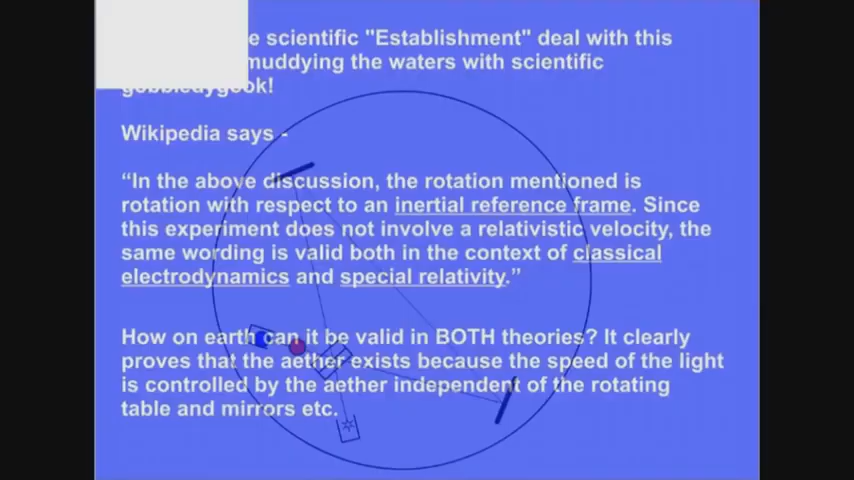 scientific "Establishment" deal with this
muddying the waters with scientific
gobbledygook!
Wikipedia says -
“In the above discussion, the rotation mentioned is
rotation with respect to an inertial reference frame. Since
this experiment does not involve a relativistic velocity, the
same wording is valid both in the context of classical
electrodynamics and special relativity.”
How on earth can it be valid in BOTH theories? It clearly
proves that the aether exists because the speed of the light
is controlled by the aether independent of the rotating
table and mirrors etc.